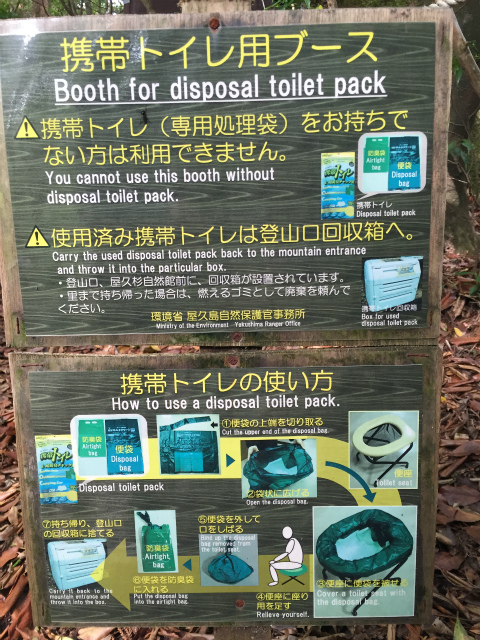 携帯トイレ用ブース
Booth for disposal toilet pack
携帯トイレ（専用処理袋）をお持ちで
ない方は利用できません。
You cannot use this booth without
disposal toilet pack.
防臭袋
Airtight
bag
便袋
Disposal
bag
携帯トイレ
Disposal toilet pack
使用済み携帯トイレは登山口回収箱へ。
Carry the used disposal toilet pack back to the mountain entrance
and throw it into the particular box.
・登山口、屋久杉自然館前に、回収箱が設置されています。
・里まで持ち帰った場合は、燃えるゴミとして廃棄を頼んで
ください。
携帯トイレ回収箱
Box for used
disposal toilet pack
環境省 屋久島自然保護官事務所
Ministry of the Environment Yakushima Ranger Office
携帯トイレの使い方
How to use a disposal toilet pack.
防臭袋
Airtight
bag
便袋
Disposal
bag
Disposal toilet pack
①便袋の上端を切り取る
Cut the upper end of the disposal bag.
②袋状に広げる
Open the disposal bag.
便座
Toilet seat
③便座に便袋を被せる
Cover a toilet seat with
the disposal bag.
④便座に座り
用を足す
Relieve yourself.
⑤便袋を外して
口をしばる
Bind up the disposal
bag removed from
the toilet seat.
防臭袋
Airtight
bag
⑥便袋を防臭袋
に入れる
Put the disposal bag
into the airtight bag.
⑦持ち帰り、登山口
の回収箱に捨てる
Carry it back to the
mountain entrance and
throw it into the box.